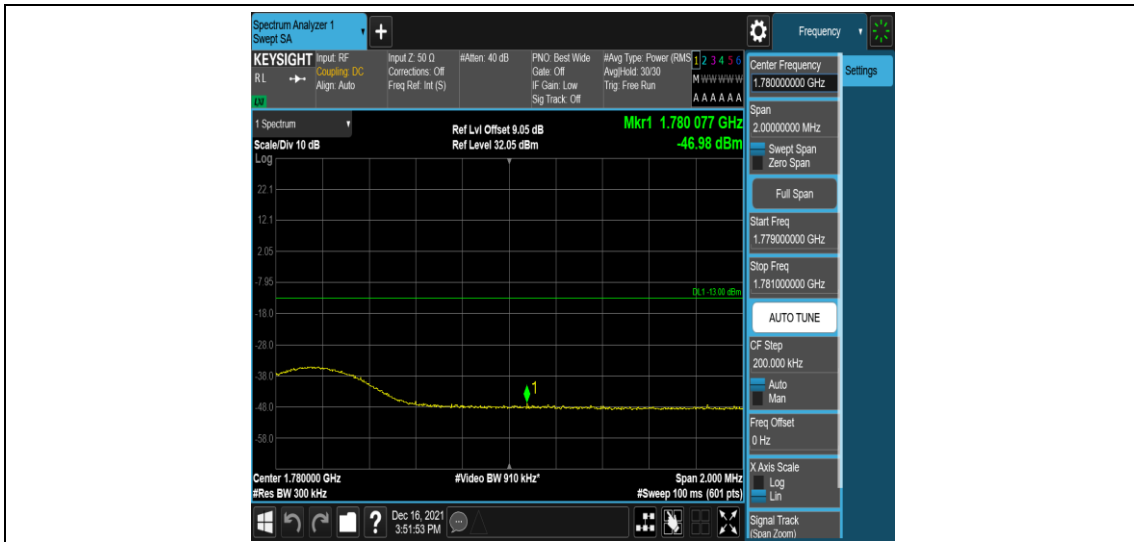 Spectrum Analyzer 1
Swept SA
+
Frequency
KEYSIGHT
RL
LXI
Input: RF
Coupling: DC
Align: Auto
Input Z: 50 Ω
Corrections: Off
Freq Ref: Int (S)
#Atten: 40 dB
PNO: Best Wide
Gate: Off
IF Gain: Low
Sig Track: Off
#Avg Type: Power (RMS
Avg|Hold: 30/30
Trig: Free Run
1 2 3 4 5 6
M W W W W W
A A A A A A
1 Spectrum
Scale/Div 10 dB
Ref Lvl Offset 9.05 dB
Ref Level 32.05 dBm
Mkr1 1.780 077 GHz
-46.98 dBm
Log
22.1
12.1
2.05
-7.95
DL1 -13.00 dBm
-18.0
-28.0
-38.0
1
-48.0
-58.0
Center 1.780000 GHz
#Res BW 300 kHz
#Video BW 910 kHz*
Span 2.000 MHz
#Sweep 100 ms (601 pts)
?
Dec 16, 2021
3:51:53 PM
Center Frequency
1.780000000 GHz
Settings
Span
2.00000000 MHz
Swept Span
Zero Span
Full Span
Start Freq
1.779000000 GHz
Stop Freq
1.781000000 GHz
AUTO TUNE
CF Step
200.000 kHz
Auto
Man
Freq Offset
0 Hz
X Axis Scale
Log
Lin
Signal Track
(Span Zoom)